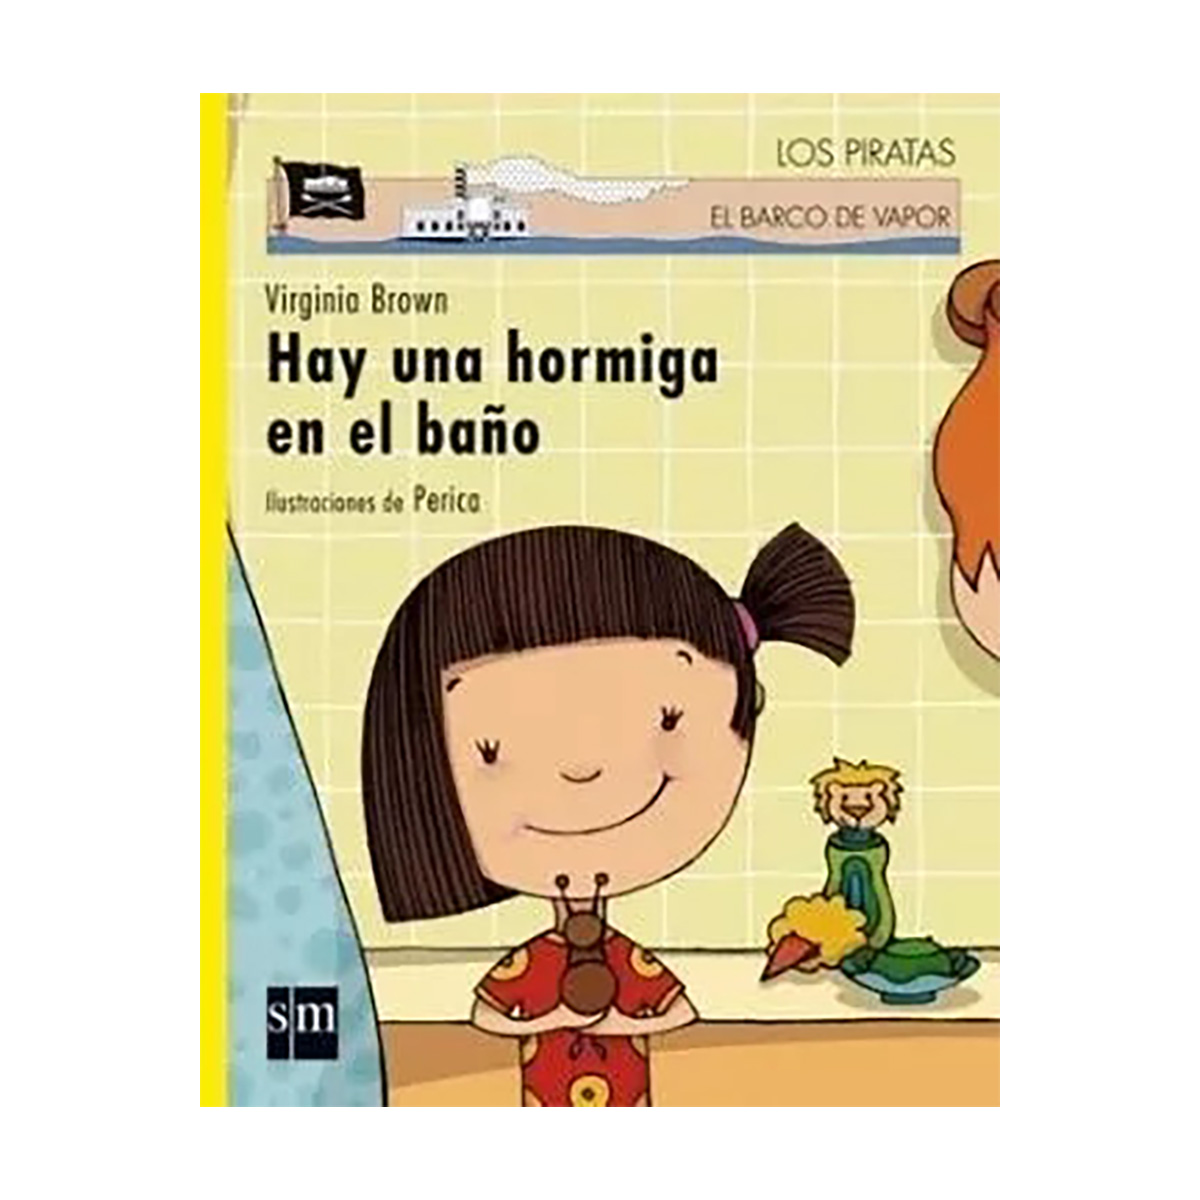 LOS PIRATAS
EL BARCO DE VAPOR
Virginia Brown
Hay una hormiga
en el baño
Ilustraciones de Perica
sm